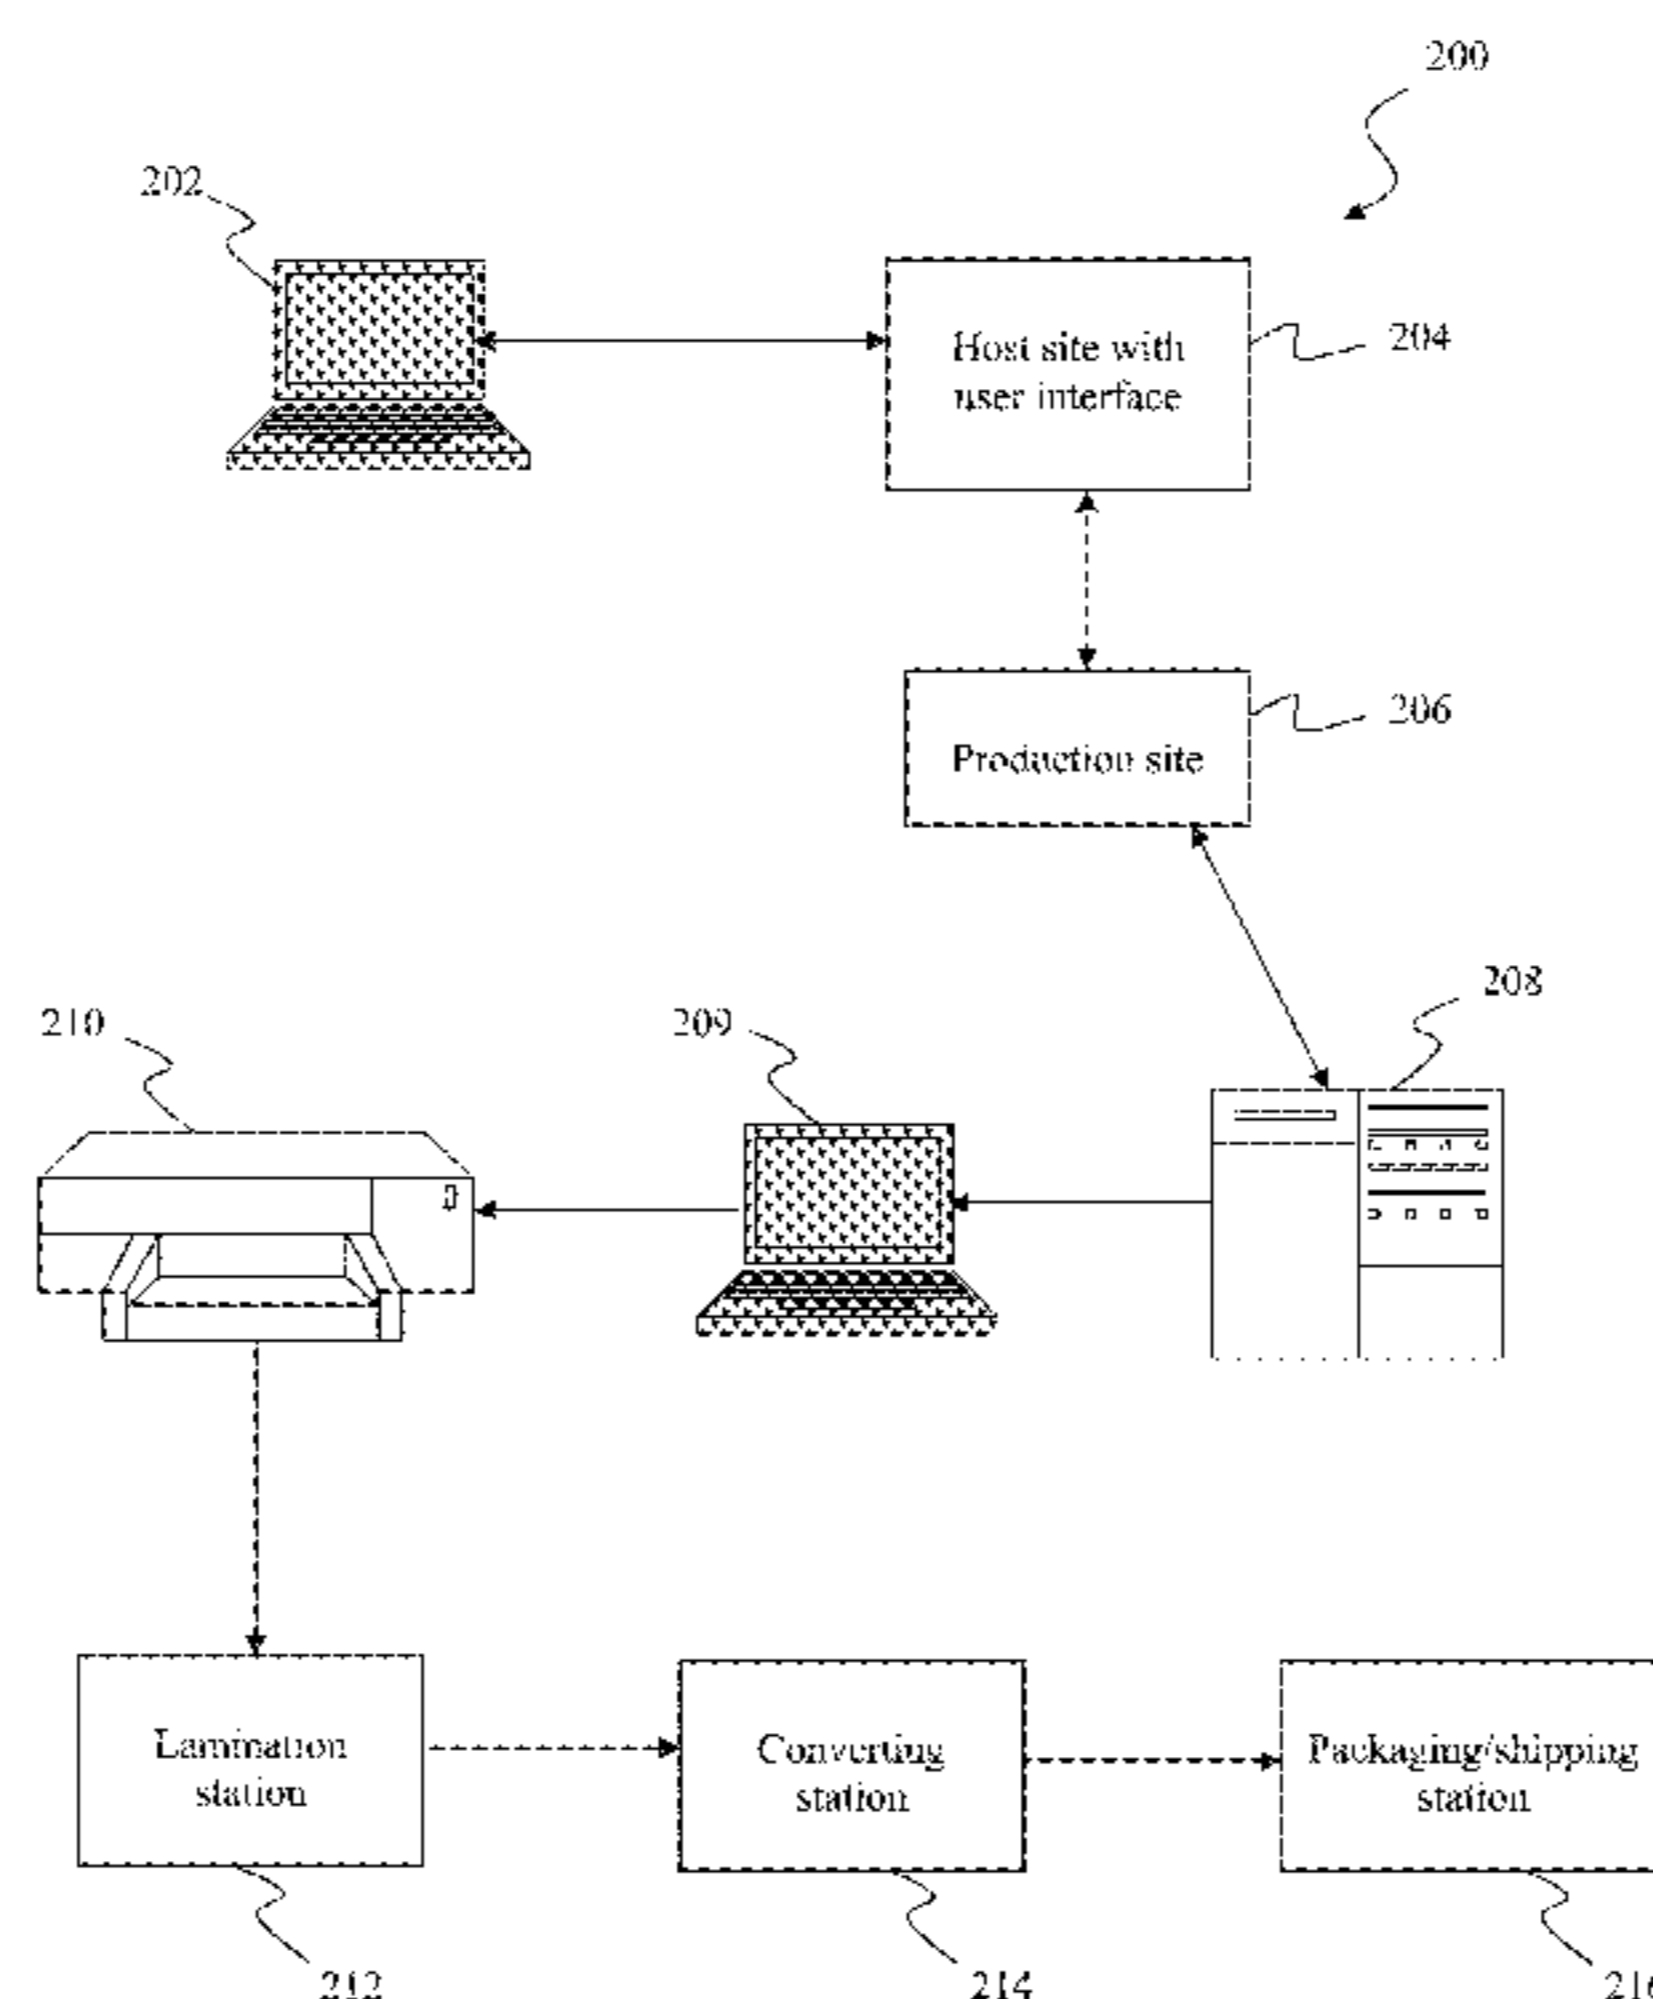 200
202
Host site with
user interface
204
Production site
206
208
210
209
Lamination
station
Converting
station
Packaging/shipping
station
212
214
216